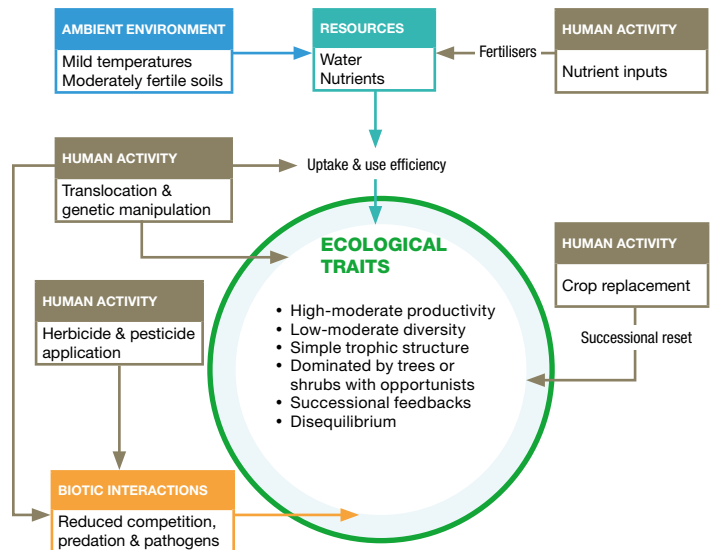 AMBIENT ENVIRONMENT
Mild temperatures
Moderately fertile soils
RESOURCES
Water
Nutrients
Fertilisers
HUMAN ACTIVITY
Nutrient inputs
HUMAN ACTIVITY
Translocation &
genetic manipulation
Uptake & use efficiency
ECOLOGICAL
TRAITS
• High-moderate productivity
• Low-moderate diversity
• Simple trophic structure
• Dominated by trees or
shrubs with opportunists
• Successional feedbacks
• Disequilibrium
HUMAN ACTIVITY
Crop replacement
Successional reset
HUMAN ACTIVITY
Herbicide & pesticide
application
BIOTIC INTERACTIONS
Reduced competition,
predation & pathogens